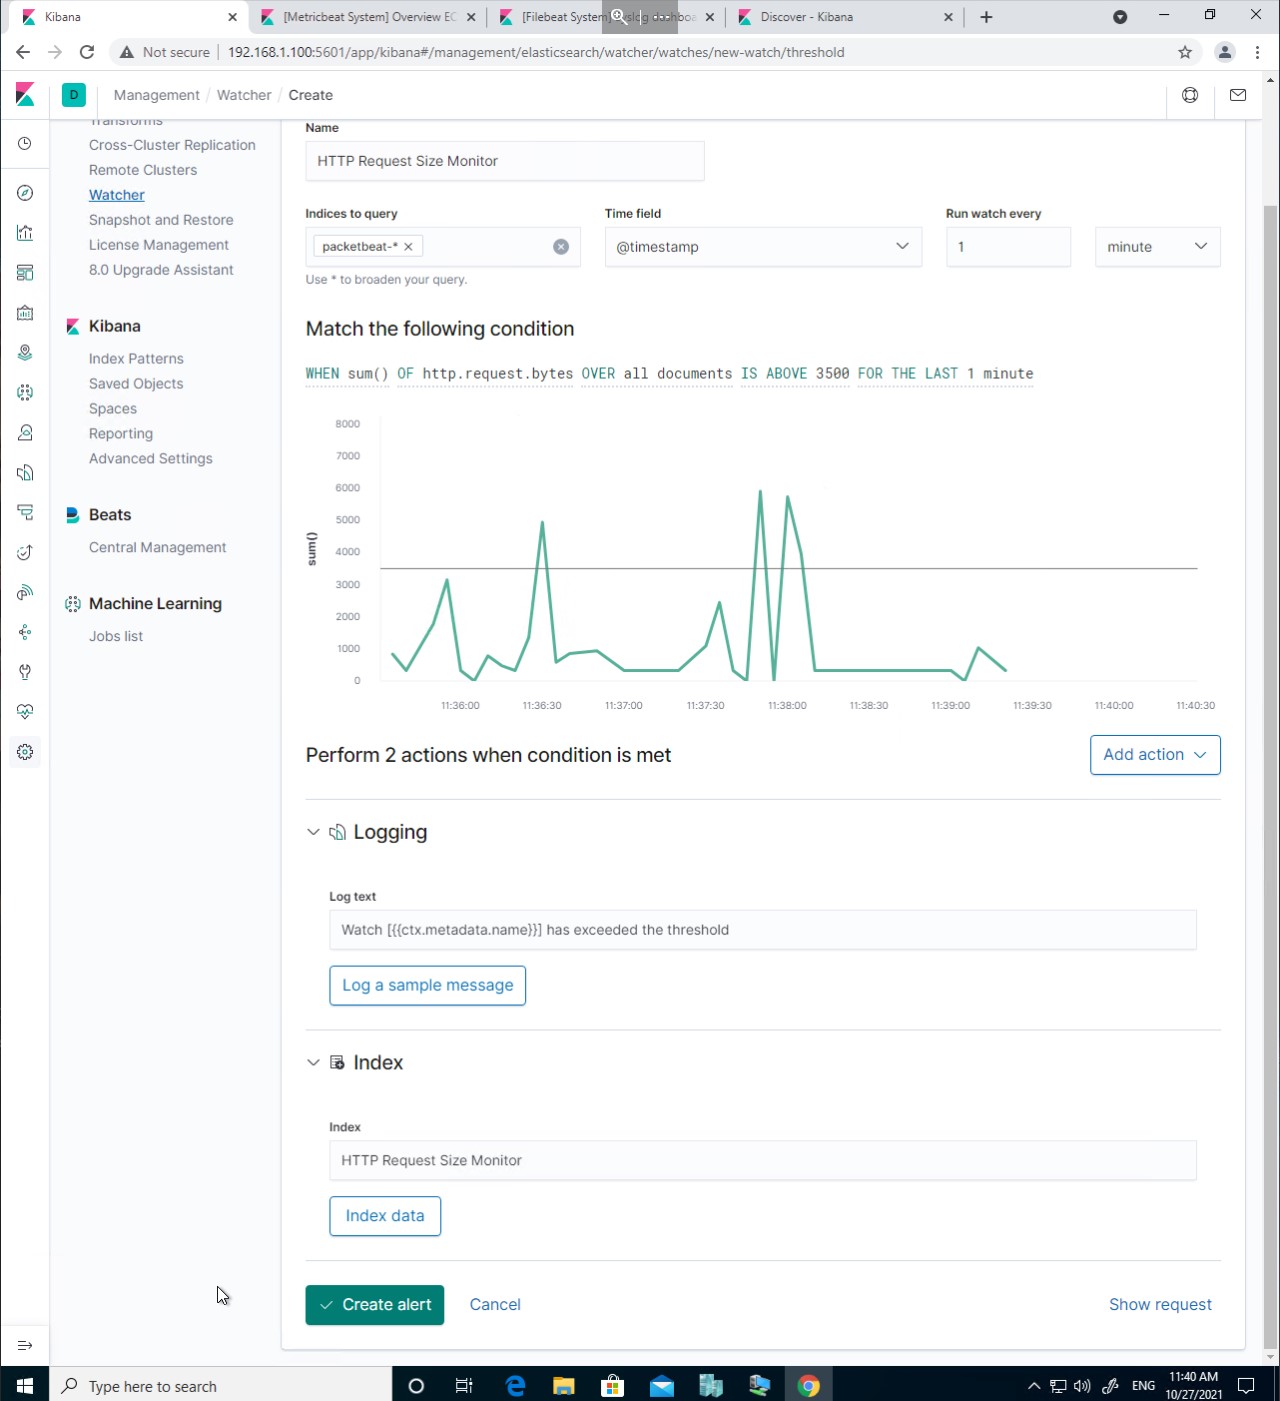 Kibana
[Metricbeat System] Overview EC
[Filebeat System]
Discover - Kibana
Not secure
192.168.1.100:5601/app/kibana#/management/elasticsearch/watcher/watches/new-watch/threshold
D
Management / Watcher / Create
Transforms
Cross-Cluster Replication
Remote Clusters
Watcher
Snapshot and Restore
License Management
8.0 Upgrade Assistant
Kibana
Index Patterns
Saved Objects
Spaces
Reporting
Advanced Settings
Beats
Central Management
Machine Learning
Jobs list
Name
HTTP Request Size Monitor
Indices to query
Time field
Run watch every
packetbeat-*
@timestamp
1
minute
Use * to broaden your query.
Match the following condition
WHEN sum() OF http.request.bytes OVER all documents IS ABOVE 3500 FOR THE LAST 1 minute
8000
7000
6000
5000
4000
3000
2000
1000
0
sum()
11:36:00
11:36:30
11:37:00
11:37:30
11:38:00
11:38:30
11:39:00
11:39:30
11:40:00
11:40:30
Perform 2 actions when condition is met
Add action
Logging
Log text
Watch [{{ctx.metadata.name}}] has exceeded the threshold
Log a sample message
Index
Index
HTTP Request Size Monitor
Index data
Create alert
Cancel
Show request
Type here to search
ENG
11:40 AM
10/27/2021